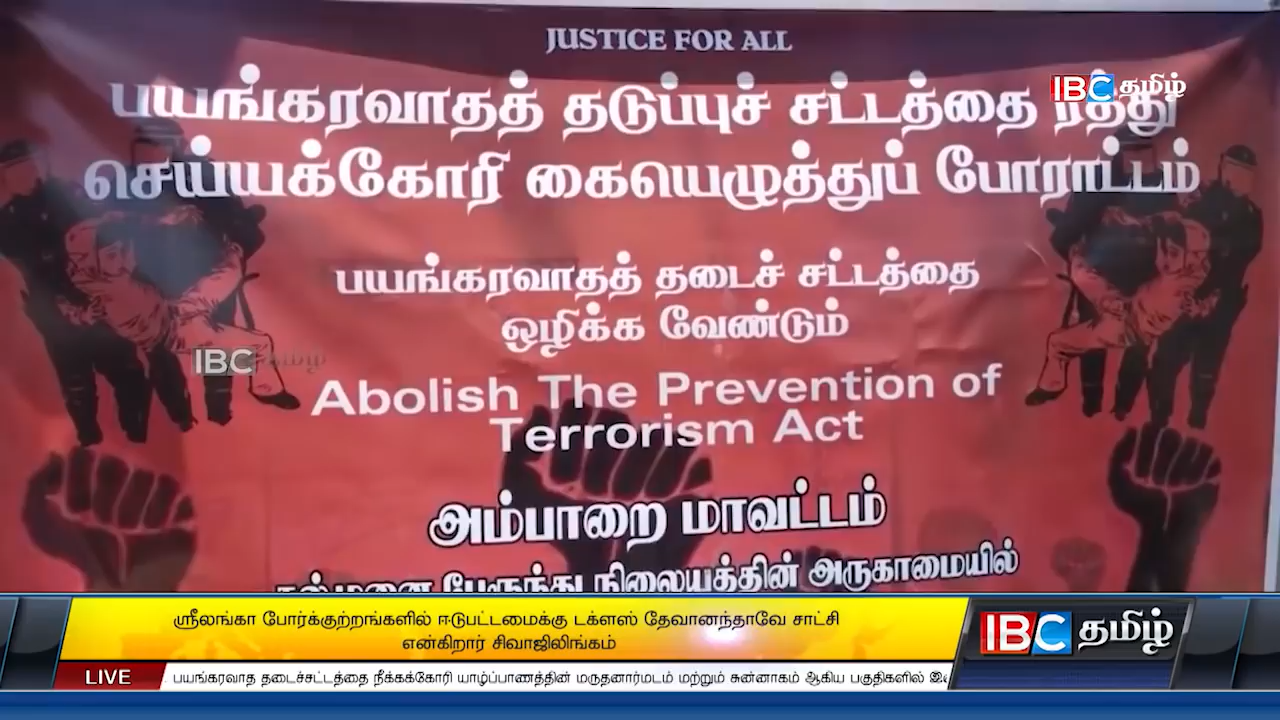 JUSTICE FOR ALL
IBC தமிழ்
பயங்கரவாதத் தடுப்புச் சட்டத்தை ரத்து
செய்யக்கோரி கையெழுத்துப் போராட்டம்
பயங்கரவாதத் தடைச் சட்டத்தை
ஒழிக்க வேண்டும்
IBC தமிழ்
Abolish The Prevention of
Terrorism Act
அம்பாறை மாவட்டம்
கல்முனை பேருந்து நிலையத்தின் அருகாமையில்
ஸ்ரீலங்கா போர்க்குற்றங்களில் ஈடுபட்டமைக்கு டக்ளஸ் தேவானந்தாவே சாட்சி
என்கிறார் சிவாஜிலிங்கம்
IBC தமிழ்
LIVE பயங்கரவாத தடைச்சட்டத்தை நீக்கக்கோரி யாழ்ப்பாணத்தின் மருதனார்மடம் மற்றும் சுன்னாகம் ஆகிய பகுதிகளில்